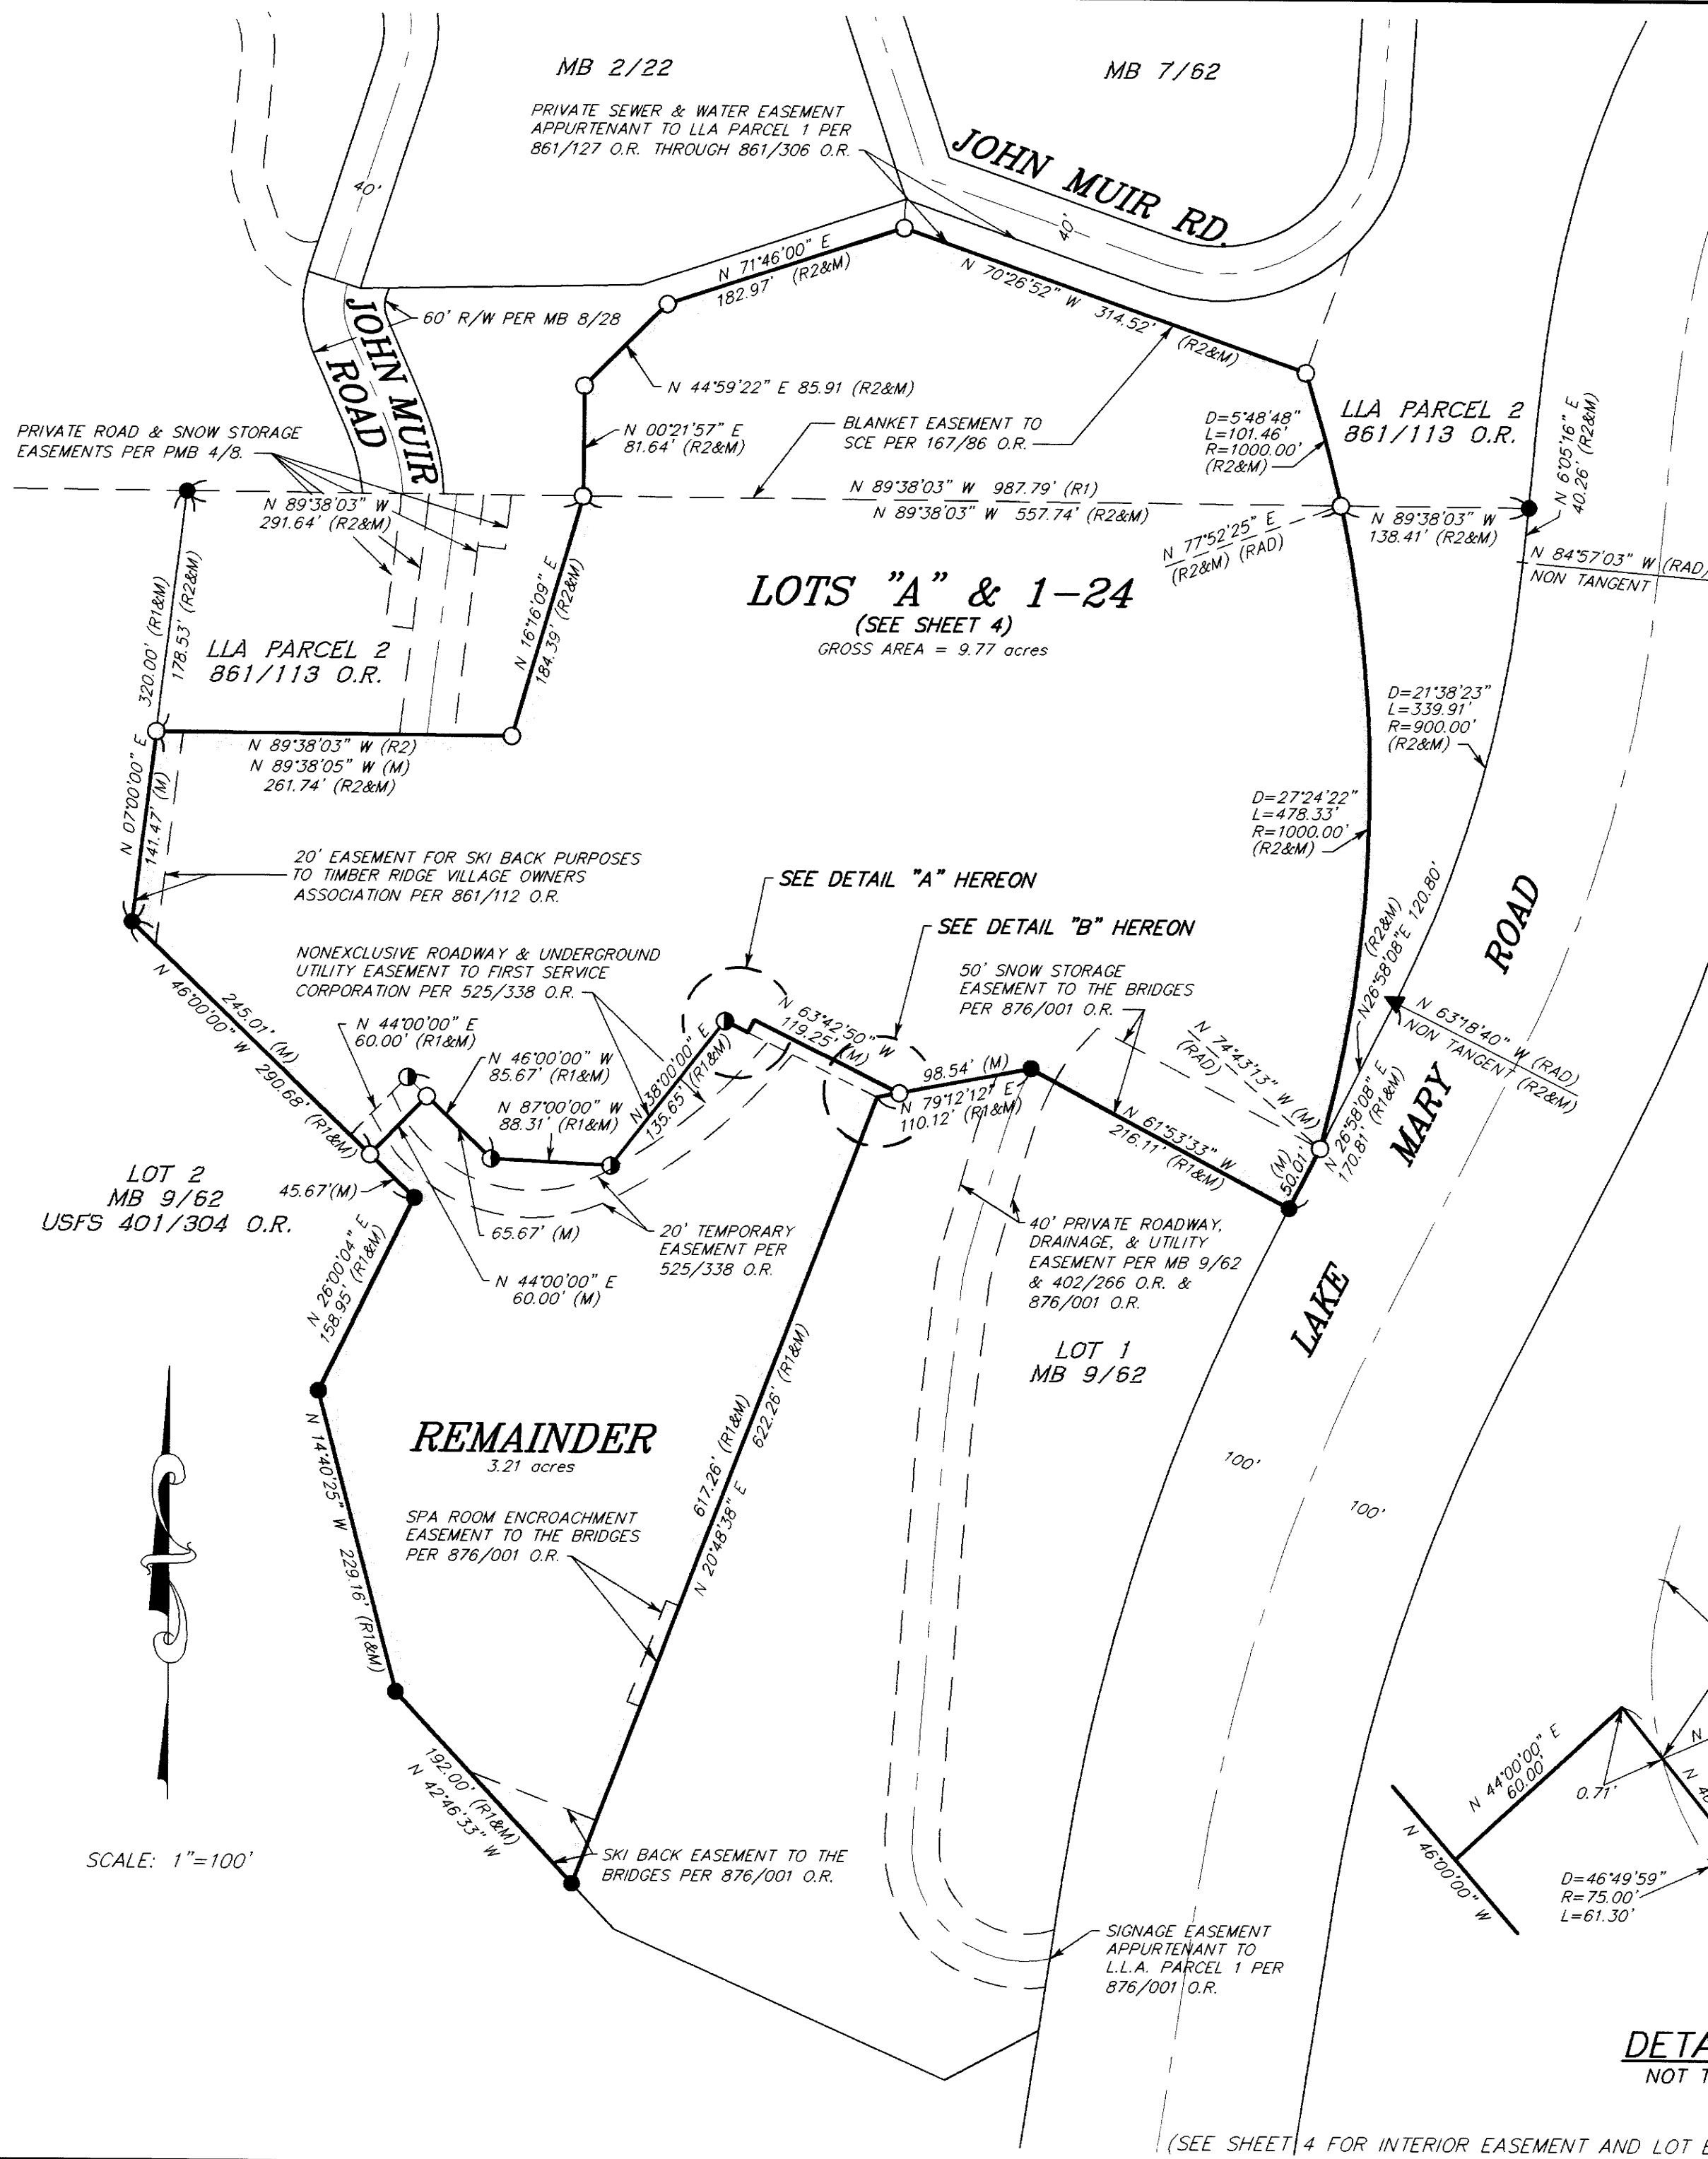 MB 2/22
MB 7/62
PRIVATE SEWER & WATER EASEMENT
APPURTENANT TO LLA PARCEL 1 PER
861/127 O.R. THROUGH 861/306 O.R.
JOHN MUIR RD.
40'
40'
N 71°46'00" E
182.97' (R2&M)
N 70°26'52" W 314.52' (R2&M)
60' R/W PER MB 8/28
JOHN MUIR
ROAD
N 44°59'22" E 85.91 (R2&M)
N 00°21'57" E
81.64' (R2&M)
BLANKET EASEMENT TO
SCE PER 167/86 O.R.
D=5°48'48"
L=101.46'
R=1000.00'
(R2&M)
LLA PARCEL 2
861/113 O.R.
N 6°05'16" E
40.26' (R2&M)
PRIVATE ROAD & SNOW STORAGE
EASEMENTS PER PMB 4/8.
N 89°38'03" W
291.64' (R2&M)
N 89°38'03" W 987.79' (R1)
N 89°38'03" W 557.74' (R2&M)
N 77°52'25" E
(R2&M) (RAD)
N 89°38'03" W
138.41' (R2&M)
N 84°57'03" W (RAD)
NON TANGENT
320.00' (R1&M)
178.53' (R2&M)
N 16°16'09" E
184.39' (R2&M)
LOTS "A" & 1-24
(SEE SHEET 4)
GROSS AREA = 9.77 acres
LLA PARCEL 2
861/113 O.R.
D=21°38'23"
L=339.91'
R=900.00'
(R2&M)
N 89°38'03" W (R2)
N 89°38'05" W (M)
261.74' (R2&M)
N 07°00'00" E
141.47' (M)
D=27°24'22"
L=478.33'
R=1000.00'
(R2&M)
20' EASEMENT FOR SKI BACK PURPOSES
TO TIMBER RIDGE VILLAGE OWNERS
ASSOCIATION PER 861/112 O.R.
SEE DETAIL "A" HEREON
SEE DETAIL "B" HEREON
(R2&M)
N26°58'08"E 120.80'
LAKE MARY ROAD
NONEXCLUSIVE ROADWAY & UNDERGROUND
UTILITY EASEMENT TO FIRST SERVICE
CORPORATION PER 525/338 O.R.
50' SNOW STORAGE
EASEMENT TO THE BRIDGES
PER 876/001 O.R.
245.01' (M)
N 46°00'00" W 290.68' (R1&M)
N 44°00'00" E
60.00' (R1&M)
N 46°00'00" W
85.67' (R1&M)
N 87°00'00" W
88.31' (R1&M)
N 38°00'00" E
135.65' (R1&M)
N 63°42'50" W
119.25' (M)
98.54' (M)
N 79°12'12" E
110.12' (R1&M)
N 74°43'13" W (M)
(RAD)
N 63°18'40" W (RAD)
NON TANGENT (R2&M)
N 61°53'33" W
216.11' (R1&M)
(M)
50.01'
N 26°58'08" E
170.81' (R1&M)
LOT 2
MB 9/62
USFS 401/304 O.R.
45.67'(M)
65.67' (M)
N 44°00'00" E
60.00' (M)
20' TEMPORARY
EASEMENT PER
525/338 O.R.
40' PRIVATE ROADWAY,
DRAINAGE, & UTILITY
EASEMENT PER MB 9/62
& 402/266 O.R. &
876/001 O.R.
N 26°00'04" E
158.95' (R1&M)
LOT 1
MB 9/62
REMAINDER
3.21 acres
617.26' (R1&M)
622.26' (R1&M)
N 20°48'38" E
N 14°40'25" W 229.16' (R1&M)
SPA ROOM ENCROACHMENT
EASEMENT TO THE BRIDGES
PER 876/001 O.R.
100'
100'
192.00' (R1&M)
N 42°46'33" W
SCALE: 1"=100'
SKI BACK EASEMENT TO THE
BRIDGES PER 876/001 O.R.
SIGNAGE EASEMENT
APPURTENANT TO
L.L.A. PARCEL 1 PER
876/001 O.R.
N 44°00'00" E
60.00'
0.71'
N
N 46°00'00" W
D=46°49'59"
R=75.00'
L=61.30'
NOT
(SEE SHEET 4 FOR INTERIOR EASEMENT AND LOT